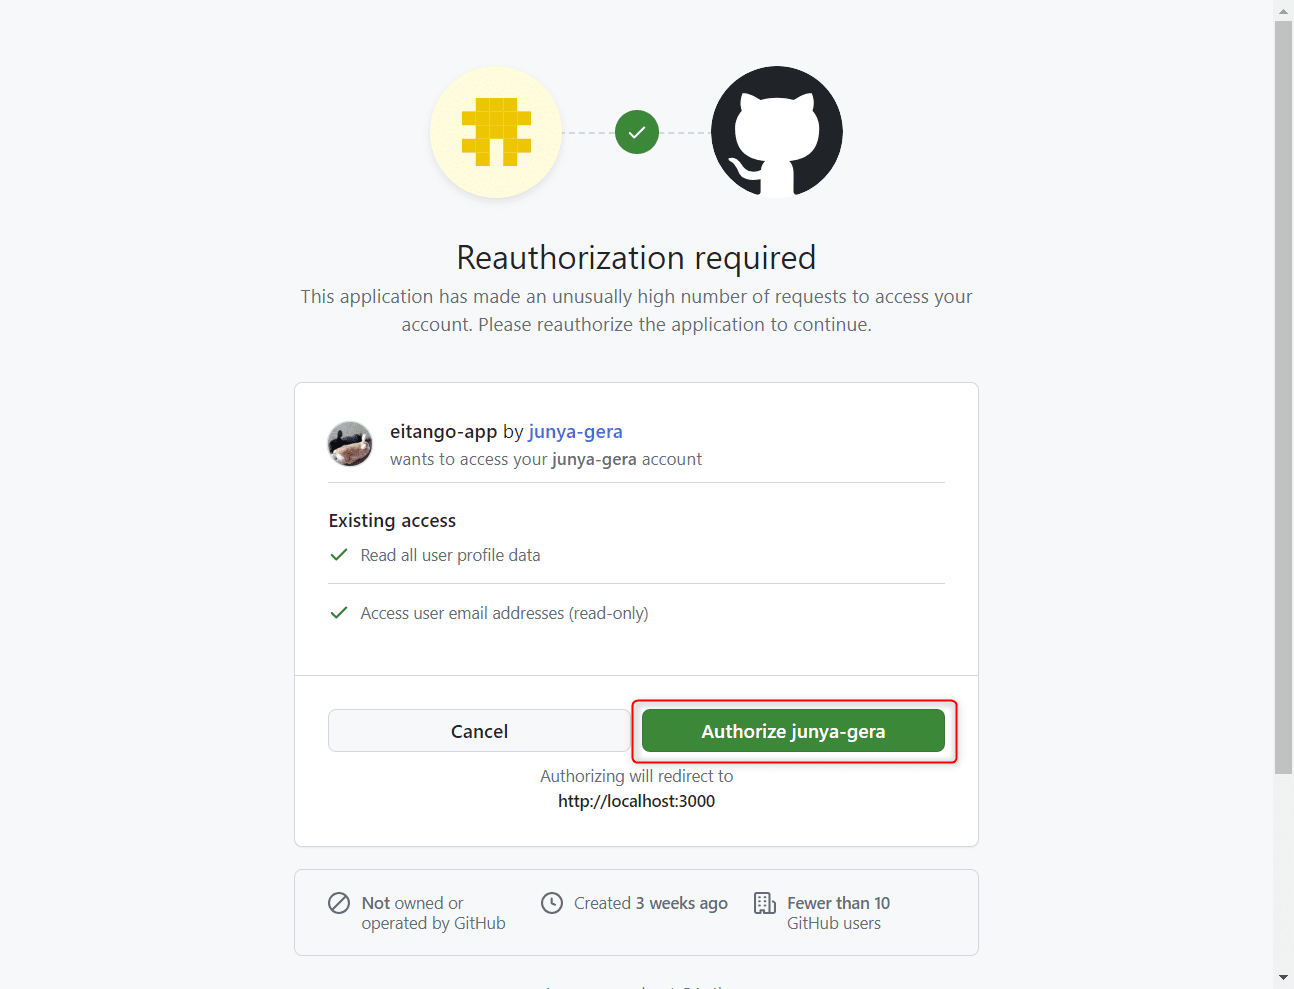 Reauthorization required
This application has made an unusually high number of requests to access your
account. Please reauthorize the application to continue.
eitango-app by junya-gera
wants to access your junya-gera account
Existing access
Read all user profile data
Access user email addresses (read-only)
Cancel
Authorize junya-gera
Authorizing will redirect to
http://localhost:3000
Not owned or
operated by GitHub
Created 3 weeks ago
Fewer than 10
GitHub users